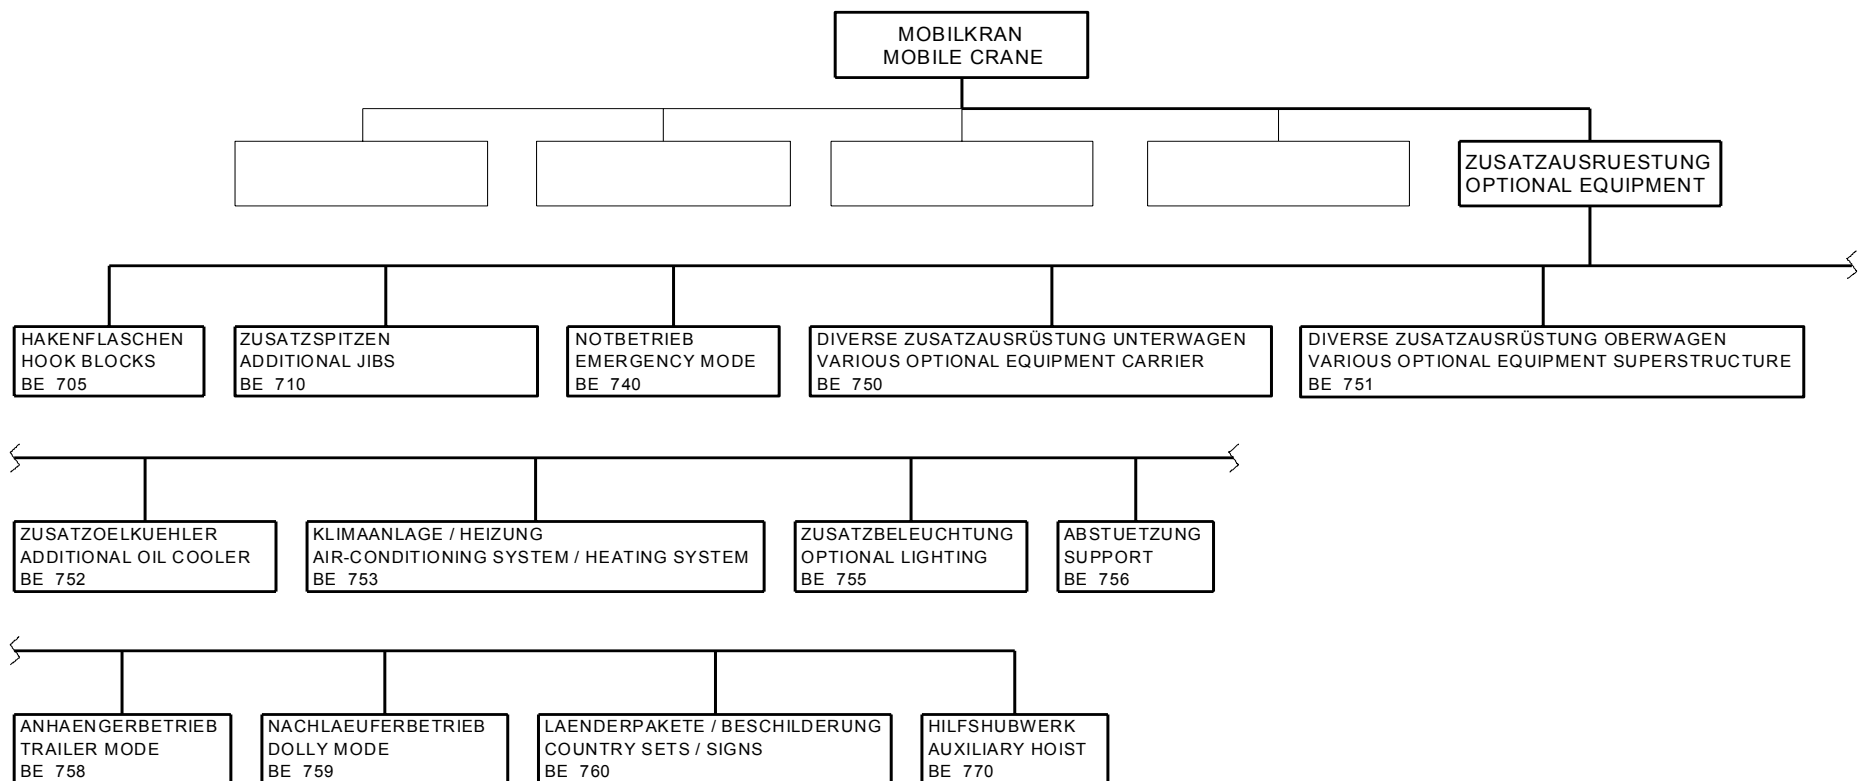 MOBILKRAN
MOBILE CRANE
ZUSATZAUSRUESTUNG
OPTIONAL EQUIPMENT
HAKENFLASCHEN
HOOK BLOCKS
BE 705
ZUSATZSPITZEN
ADDITIONAL JIBS
BE 710
NOTBETRIEB
EMERGENCY MODE
BE 740
DIVERSE ZUSATZAUSRÜSTUNG UNTERWAGEN
VARIOUS OPTIONAL EQUIPMENT CARRIER
BE 750
DIVERSE ZUSATZAUSRÜSTUNG OBERWAGEN
VARIOUS OPTIONAL EQUIPMENT SUPERSTRUCTURE
BE 751
ZUSATZOELKUEHLER
ADDITIONAL OIL COOLER
BE 752
KLIMAANLAGE / HEIZUNG
AIR-CONDITIONING SYSTEM / HEATING SYSTEM
BE 753
ZUSATZBELEUCHTUNG
OPTIONAL LIGHTING
BE 755
ABSTUETZUNG
SUPPORT
BE 756
ANHAENGERBETRIEB
TRAILER MODE
BE 758
NACHLAEUFERBETRIEB
DOLLY MODE
BE 759
LAENDERPAKETE / BESCHILDERUNG
COUNTRY SETS / SIGNS
BE 760
HILFSHUBWERK
AUXILIARY HOIST
BE 770